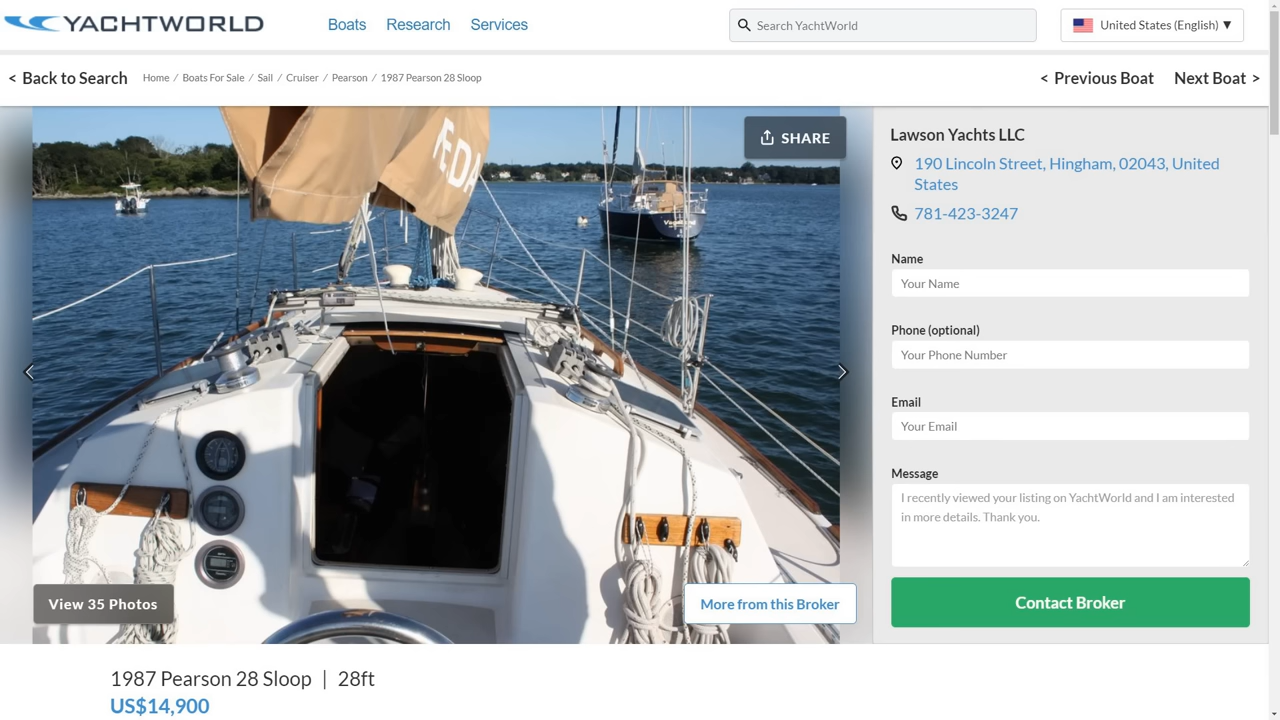 YACHTWORLD
Boats
Research
Services
Search YachtWorld
United States (English) ▼
< Back to Search
Home / Boats For Sale / Sail / Cruiser / Pearson / 1987 Pearson 28 Sloop
< Previous Boat
Next Boat >
SHARE
Lawson Yachts LLC
190 Lincoln Street, Hingham, 02043, United
States
781-423-3247
Name
Your Name
Phone (optional)
Your Phone Number
Email
Your Email
Message
I recently viewed your listing on YachtWorld and I am interested
in more details. Thank you.
Contact Broker
View 35 Photos
More from this Broker
1987 Pearson 28 Sloop | 28ft
US$14,900